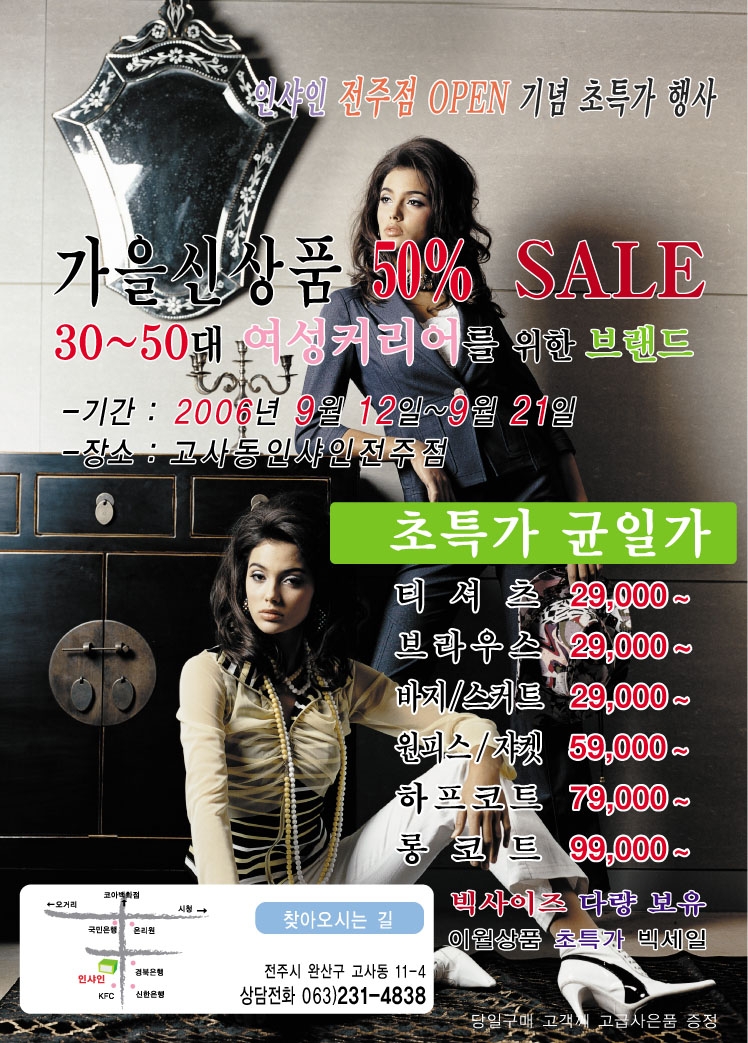 인샤인 전주점 OPEN 기념 초특가 행사
가을신상품 50% SALE
30~50대 여성커리어를 위한 브랜드
-기간 : 2006년 9월 12일~9월 21일
-장소 : 고사동인샤인전주점
초특가 균일가
티 셔 츠 29,000~
브라우스 29,000~
바지/스커트 29,000~
원피스/쟈켓 59,000~
하프코트 79,000~
롱 코 트 99,000~
빅사이즈 다량 보유
이월상품 초특가 빅세일
당일구매 고객께 고급사은품 증정
코아백화점
←오거리
시청 →
국민은행
온리원
인샤인
경북은행
KFC
신한은행
찾아오시는 길
전주시 완산구 고사동 11-4
상담전화 063)231-4838